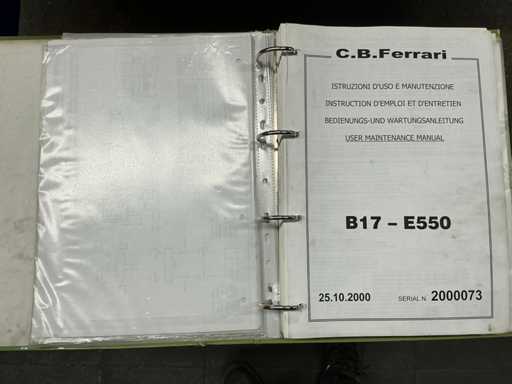 C.B.Ferrari
ISTRUZIONI D'USO E MANUTENZIONE
INSTRUCTION D'EMPLOI ET D'ENTRETIEN
BEDIENUNGS-UND WARTUNGSANLEITUNG
USER MAINTENANCE MANUAL
B17 – E550
25.10.2000 SERIAL N. 2000073